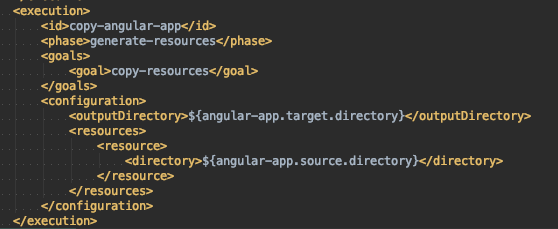 <execution>
<id>copy-angular-app</id>
<phase>generate-resources</phase>
<goals>
<goal>copy-resources</goal>
</goals>
<configuration>
<outputDirectory>${angular-app.target.directory}</outputDirectory>
<resources>
<resource>
<directory>${angular-app.source.directory}</directory>
</resource>
</resources>
</configuration>
</execution>